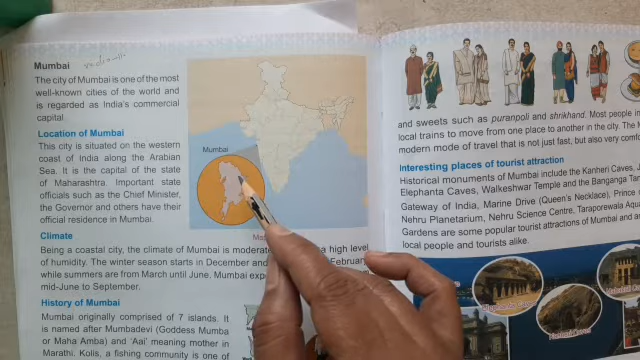 Mumbai
The city of Mumbai is one of the most
well-known cities of the world and
is regarded as India's commercial
capital.
Location of Mumbai
This city is situated on the western
coast of India along the Arabian
Sea. It is the capital of the state
of Maharashtra. Important state
officials such as the Chief Minister,
the Governor and others have their
official residence in Mumbai.
Mumbai
Climate
Being a coastal city, the climate of Mumbai is moderate a high level
of humidity. The winter season starts in December and Februar
while summers are from March until June. Mumbai exp
mid-June to September.
History of Mumbai
Mumbai originally comprised of 7 islands. It
is named after Mumbadevi (Goddess Mumba
or Maha Amba) and 'Aai' meaning mother in
Marathi. Kolis, a fishing community is one of
and sweets such as puranpoli and shrikhand. Most people in
local trains to move from one place to another in the city. The M
modern mode of travel that is not just fast, but also very comfo
Interesting places of tourist attraction
Historical monuments of Mumbai include the Kanheri Caves, J
Elephanta Caves, Walkeshwar Temple and the Banganga Tan
Gateway of India, Marine Drive (Queen's Necklace), Prince o
Nehru Planetarium, Nehru Science Centre, Taraporewala Aqua
Gardens are some popular tourist attractions of Mumbai and a
local people and tourists alike.